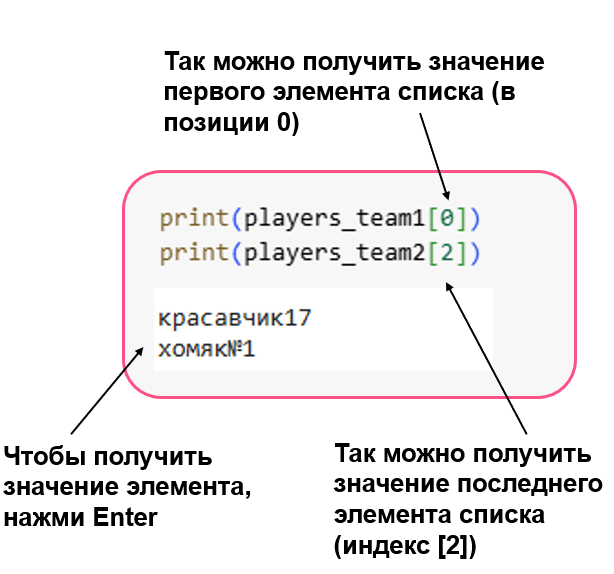 Так можно получить значение
первого элемента списка (в
позиции 0)
print(players_team1[0])
print(players_team2[2])
красавчик17
хомяк№1
Чтобы получить
значение элемента,
нажми Enter
Так можно получить
значение последнего
элемента списка
(индекс [2])